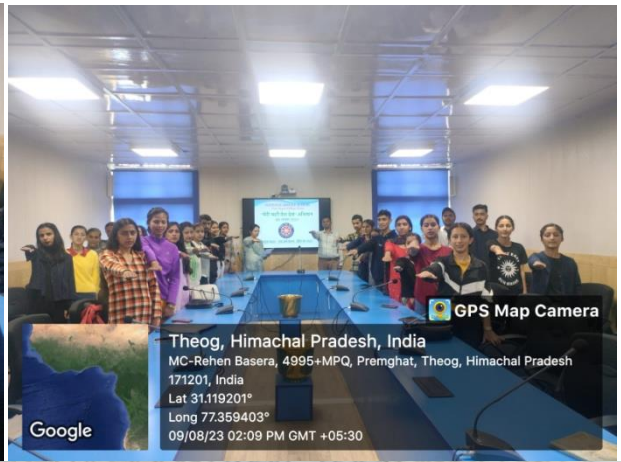 मेरी माटी मेरा देश- अभियान
GPS Map Camera
Theog, Himachal Pradesh, India
MC-Rehen Basera, 4995+MPQ, Premghat, Theog, Himachal Pradesh
171201, India
Lat 31.119201°
Long 77.359403°
09/08/23 02:09 PM GMT +05:30
Google